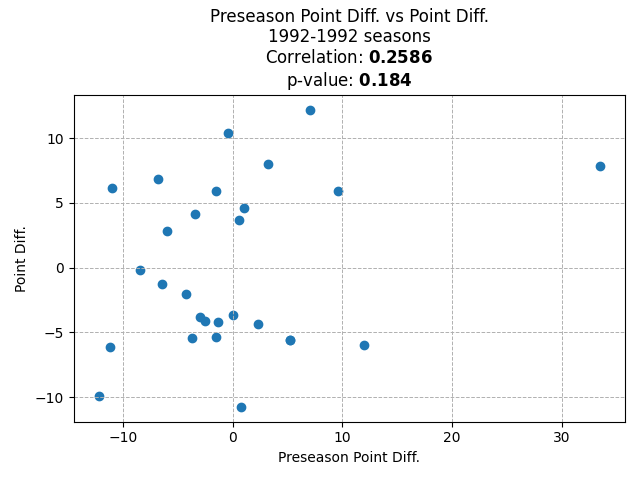 Preseason Point Diff. vs Point Diff.
1992-1992 seasons
Correlation: 0.2586
p-value: 0.184
10
5
0
−5
−10
Point Diff.
−10
0
10
20
30
Preseason Point Diff.